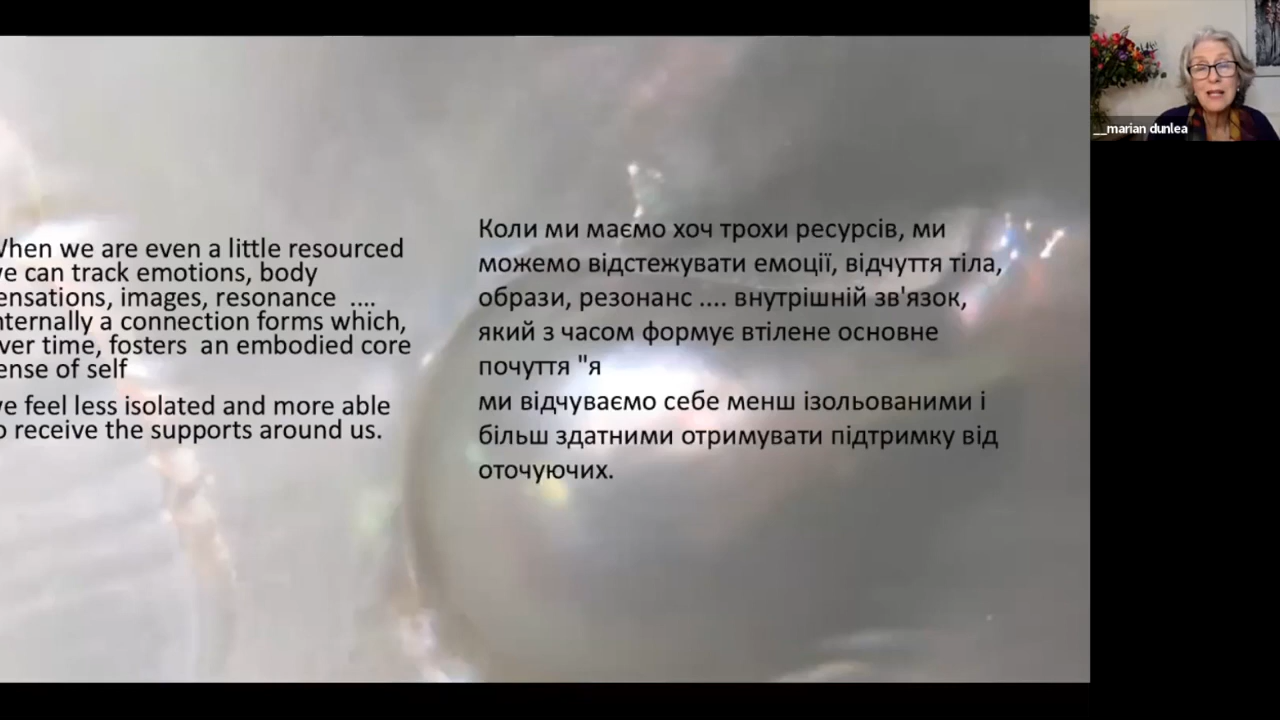 Vhen we are even a little resourced
ve can track emotions, body
ensations, images, resonance ....
nternally a connection forms which,
ver time, fosters an embodied core
ense of self
ve feel less isolated and more able
o receive the supports around us.
Коли ми маємо хоч трохи ресурсів, ми
можемо відстежувати емоції, відчуття тіла,
образи, резонанс .... внутрішній зв'язок,
який з часом формує втілене основне
почуття "я
ми відчуваємо себе менш ізольованими і
більш здатними отримувати підтримку від
оточуючих.
__marian dunlea